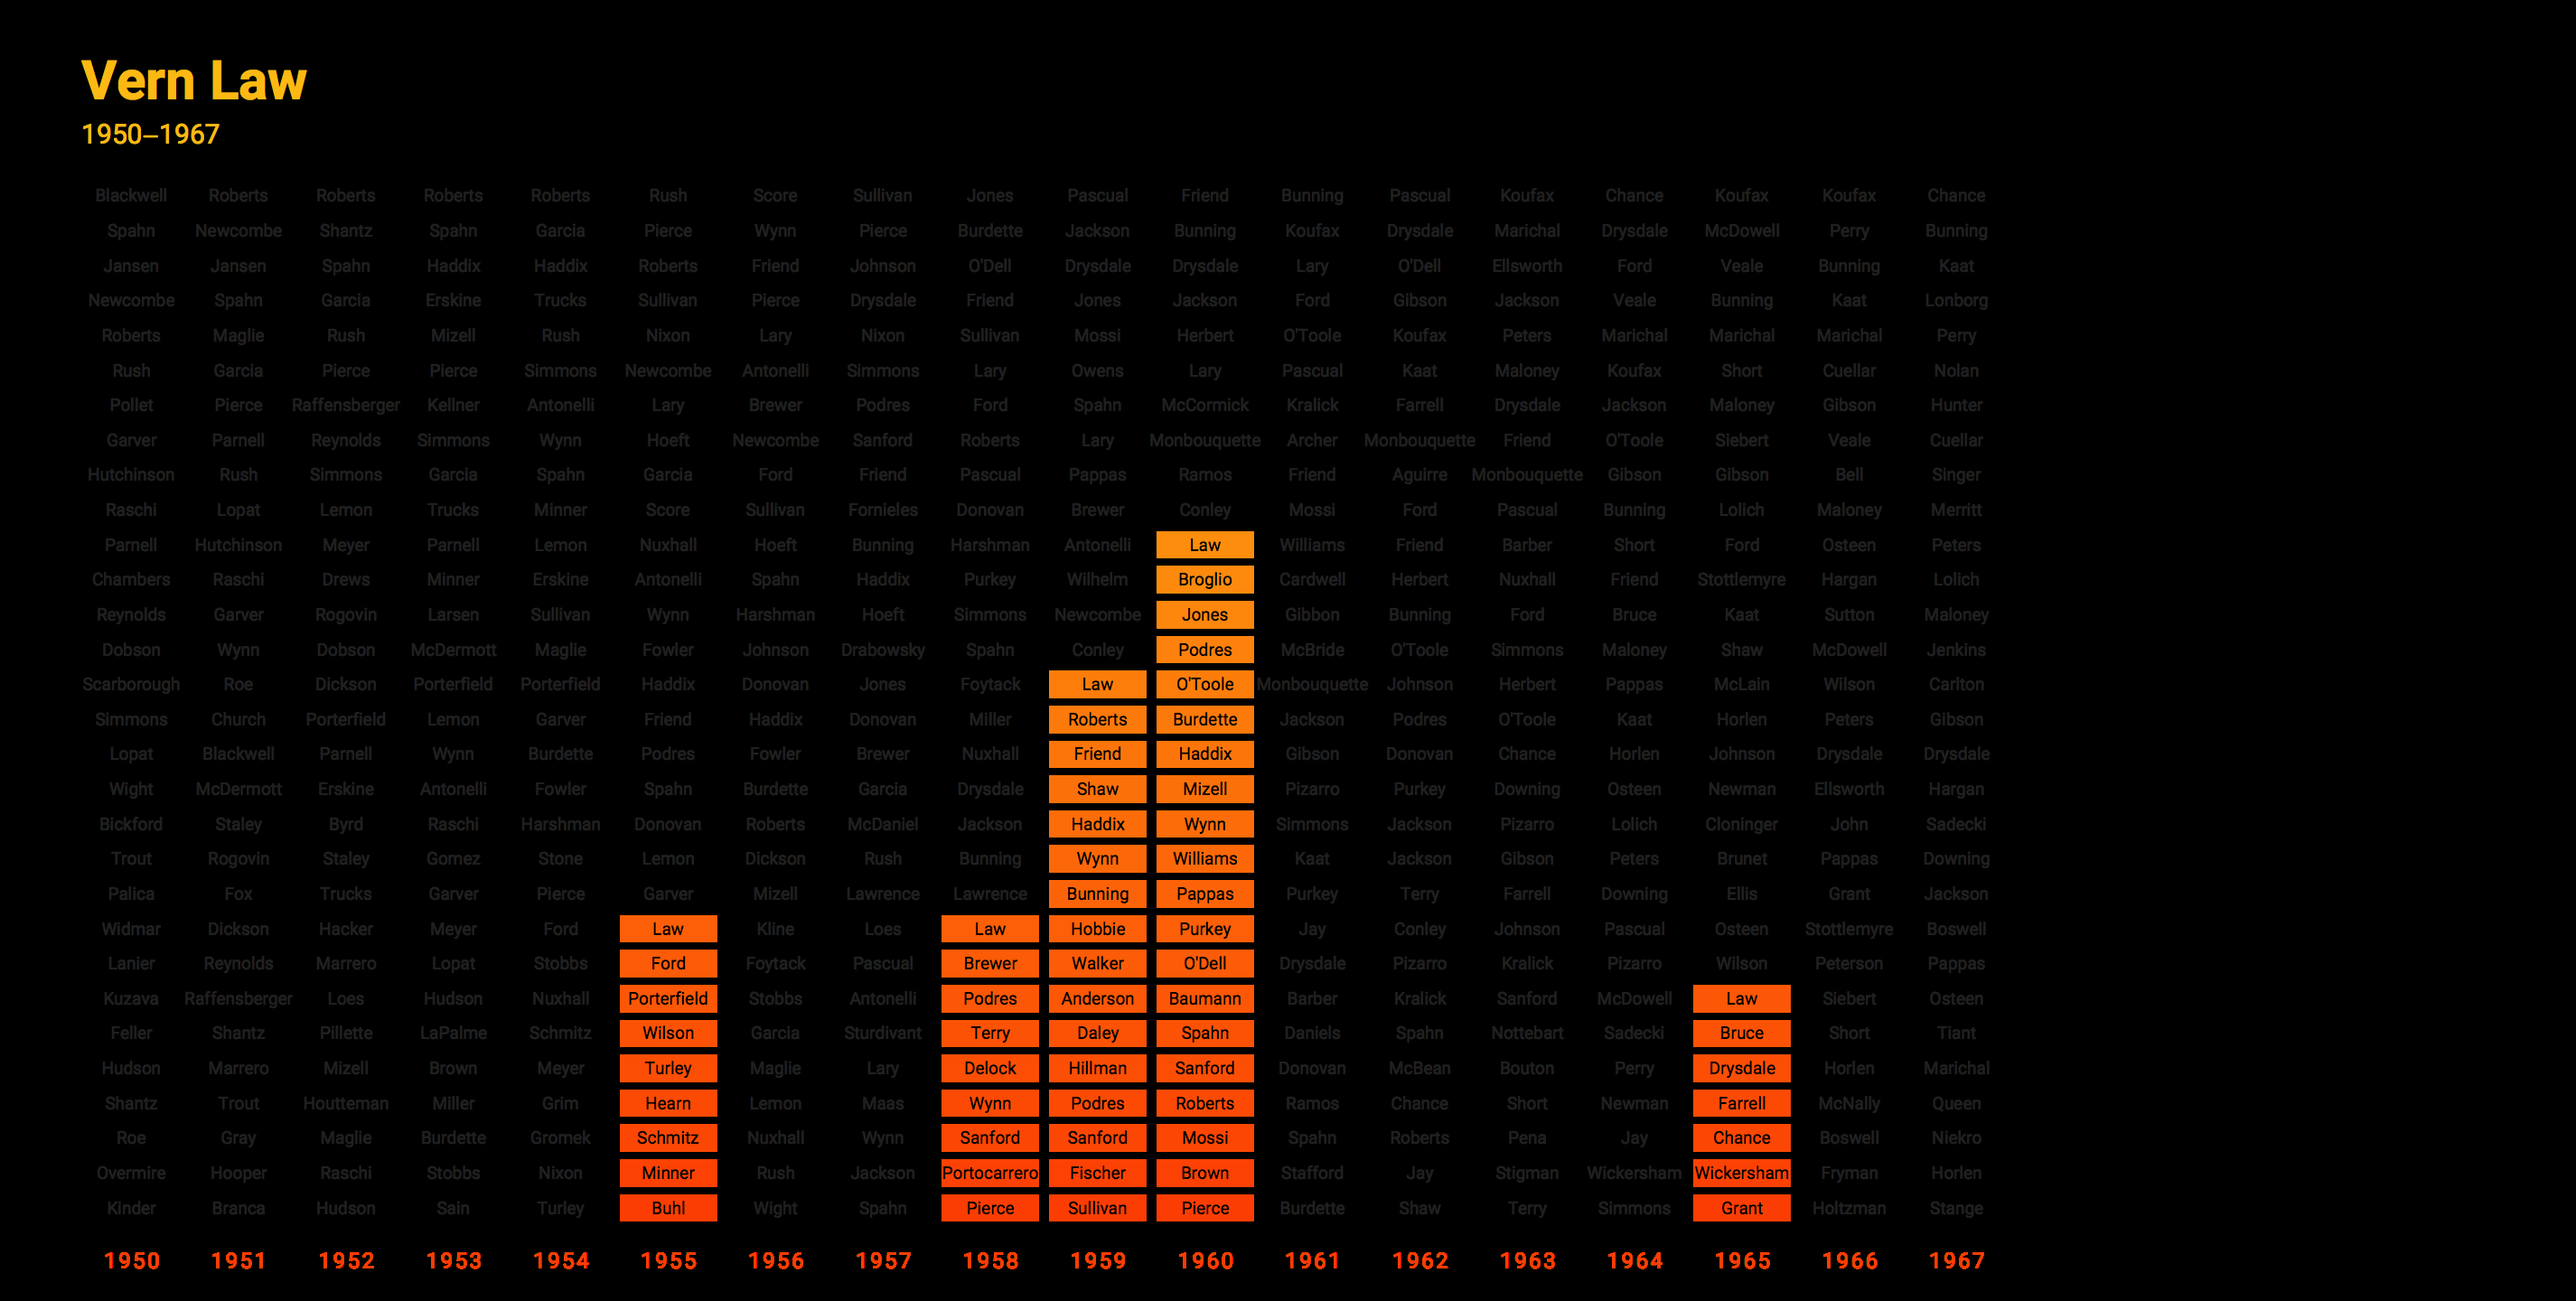 Vern Law
1950–1967
Blackwell Roberts Roberts Roberts Roberts Rush Score Sullivan Jones Pascual Friend Bunning Pascual Koufax Chance Koufax Koufax Chance
Spahn Newcombe Shantz Spahn Garcia Pierce Wynn Pierce Burdette Jackson Bunning Koufax Drysdale Marichal Drysdale McDowell Perry Bunning
Jansen Jansen Spahn Haddix Haddix Roberts Friend Johnson O'Dell Drysdale Drysdale Lary O'Dell Ellsworth Ford Veale Bunning Kaat
Newcombe Spahn Garcia Erskine Trucks Sullivan Pierce Drysdale Friend Jones Jackson Ford Gibson Jackson Veale Bunning Kaat Lonborg
Roberts Maglie Rush Mizell Rush Nixon Lary Nixon Sullivan Mossi Herbert O'Toole Koufax Peters Marichal Marichal Marichal Perry
Rush Garcia Pierce Pierce Simmons Newcombe Antonelli Simmons Lary Owens Lary Pascual Kaat Maloney Koufax Short Cuellar Nolan
Pollet Pierce Raffensberger Kellner Antonelli Lary Brewer Podres Ford Spahn McCormick Kralick Farrell Drysdale Jackson Maloney Gibson Hunter
Garver Parnell Reynolds Simmons Wynn Hoeft Newcombe Sanford Roberts Lary Monbouquette Archer Monbouquette Friend O'Toole Siebert Veale Cuellar
Hutchinson Rush Simmons Garcia Spahn Garcia Ford Friend Pascual Pappas Ramos Friend Aguirre Monbouquette Gibson Gibson Bell Singer
Raschi Lopat Lemon Trucks Minner Score Sullivan Fornieles Donovan Brewer Conley Mossi Ford Pascual Bunning Lolich Maloney Merritt
Parnell Hutchinson Meyer Parnell Lemon Nuxhall Hoeft Bunning Harshman Antonelli Law Williams Friend Barber Short Ford Osteen Peters
Chambers Raschi Drews Minner Erskine Antonelli Spahn Haddix Purkey Wilhelm Broglio Cardwell Herbert Nuxhall Friend Stottlemyre Hargan Lolich
Reynolds Garver Rogovin Larsen Sullivan Wynn Harshman Hoeft Simmons Newcombe Jones Gibbon Bunning Ford Bruce Kaat Sutton Maloney
Dobson Wynn Dobson McDermott Maglie Fowler Johnson Drabowsky Spahn Conley Podres McBride O'Toole Simmons Maloney Shaw McDowell Jenkins
Scarborough Roe Dickson Porterfield Porterfield Haddix Donovan Jones Foytack Law O'Toole Monbouquette Johnson Herbert Pappas McLain Wilson Carlton
Simmons Church Porterfield Lemon Garver Friend Haddix Donovan Miller Roberts Burdette Jackson Podres O'Toole Kaat Horlen Peters Gibson
Lopat Blackwell Parnell Wynn Burdette Podres Fowler Brewer Nuxhall Friend Haddix Gibson Donovan Chance Horlen Johnson Drysdale Drysdale
Wight McDermott Erskine Antonelli Fowler Spahn Burdette Garcia Drysdale Shaw Mizell Pizarro Purkey Downing Osteen Newman Ellsworth Hargan
Bickford Staley Byrd Raschi Harshman Donovan Roberts McDaniel Jackson Haddix Wynn Simmons Jackson Pizarro Lolich Cloninger John Sadecki
Trout Rogovin Staley Gomez Stone Lemon Dickson Rush Bunning Wynn Williams Kaat Jackson Gibson Peters Brunet Pappas Downing
Palica Fox Trucks Garver Pierce Garver Mizell Lawrence Lawrence Bunning Pappas Purkey Terry Farrell Downing Ellis Grant Jackson
Widmar Dickson Hacker Meyer Ford Law Kline Loes Law Hobbie Purkey Jay Conley Johnson Pascual Osteen Stottlemyre Boswell
Lanier Reynolds Marrero Lopat Stobbs Ford Foytack Pascual Brewer Walker O'Dell Drysdale Pizarro Kralick Pizarro Wilson Peterson Pappas
Kuzava Raffensberger Loes Hudson Nuxhall Porterfield Stobbs Antonelli Podres Anderson Baumann Barber Kralick Sanford McDowell Law Siebert Osteen
Feller Shantz Pillette LaPalme Schmitz Wilson Garcia Sturdivant Terry Daley Spahn Daniels Spahn Nottebart Sadecki Bruce Short Tiant
Hudson Marrero Mizell Brown Meyer Turley Maglie Lary Delock Hillman Sanford Donovan McBean Bouton Perry Drysdale Horlen Marichal
Shantz Trout Houtteman Miller Grim Hearn Lemon Maas Wynn Podres Roberts Ramos Chance Short Newman Farrell McNally Queen
Roe Gray Maglie Burdette Gromek Schmitz Nuxhall Wynn Sanford Sanford Mossi Spahn Roberts Pena Jay Chance Boswell Niekro
Overmire Hooper Raschi Stobbs Nixon Minner Rush Jackson Portocarrero Fischer Brown Stafford Jay Stigman Wickersham Wickersham Fryman Horlen
Kinder Branca Hudson Sain Turley Buhl Wight Spahn Pierce Sullivan Pierce Burdette Shaw Terry Simmons Grant Holtzman Stange
1950 1951 1952 1953 1954 1955 1956 1957 1958 1959 1960 1961 1962 1963 1964 1965 1966 1967